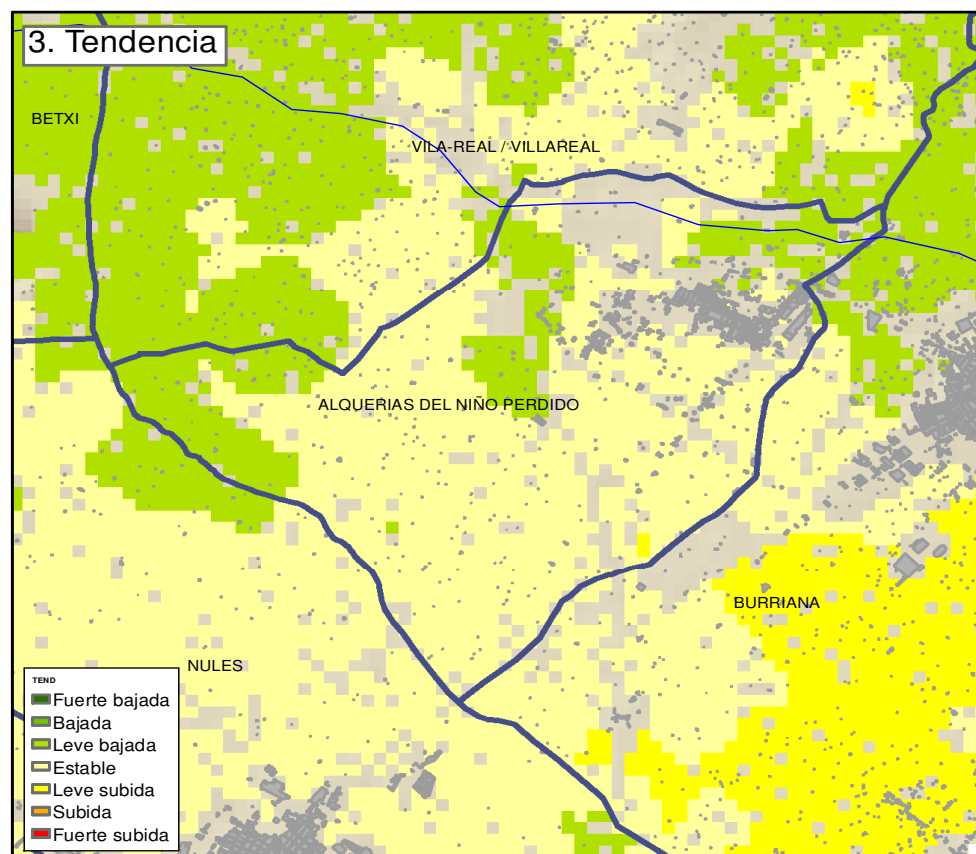 3. Tendencia
BETXI
VILA-REAL / VILLAREAL
ALQUERIAS DEL NIÑO PERDIDO
BURRIANA
NULES
TEND
Fuerte bajada
Bajada
Leve bajada
Estable
Leve subida
Subida
Fuerte subida